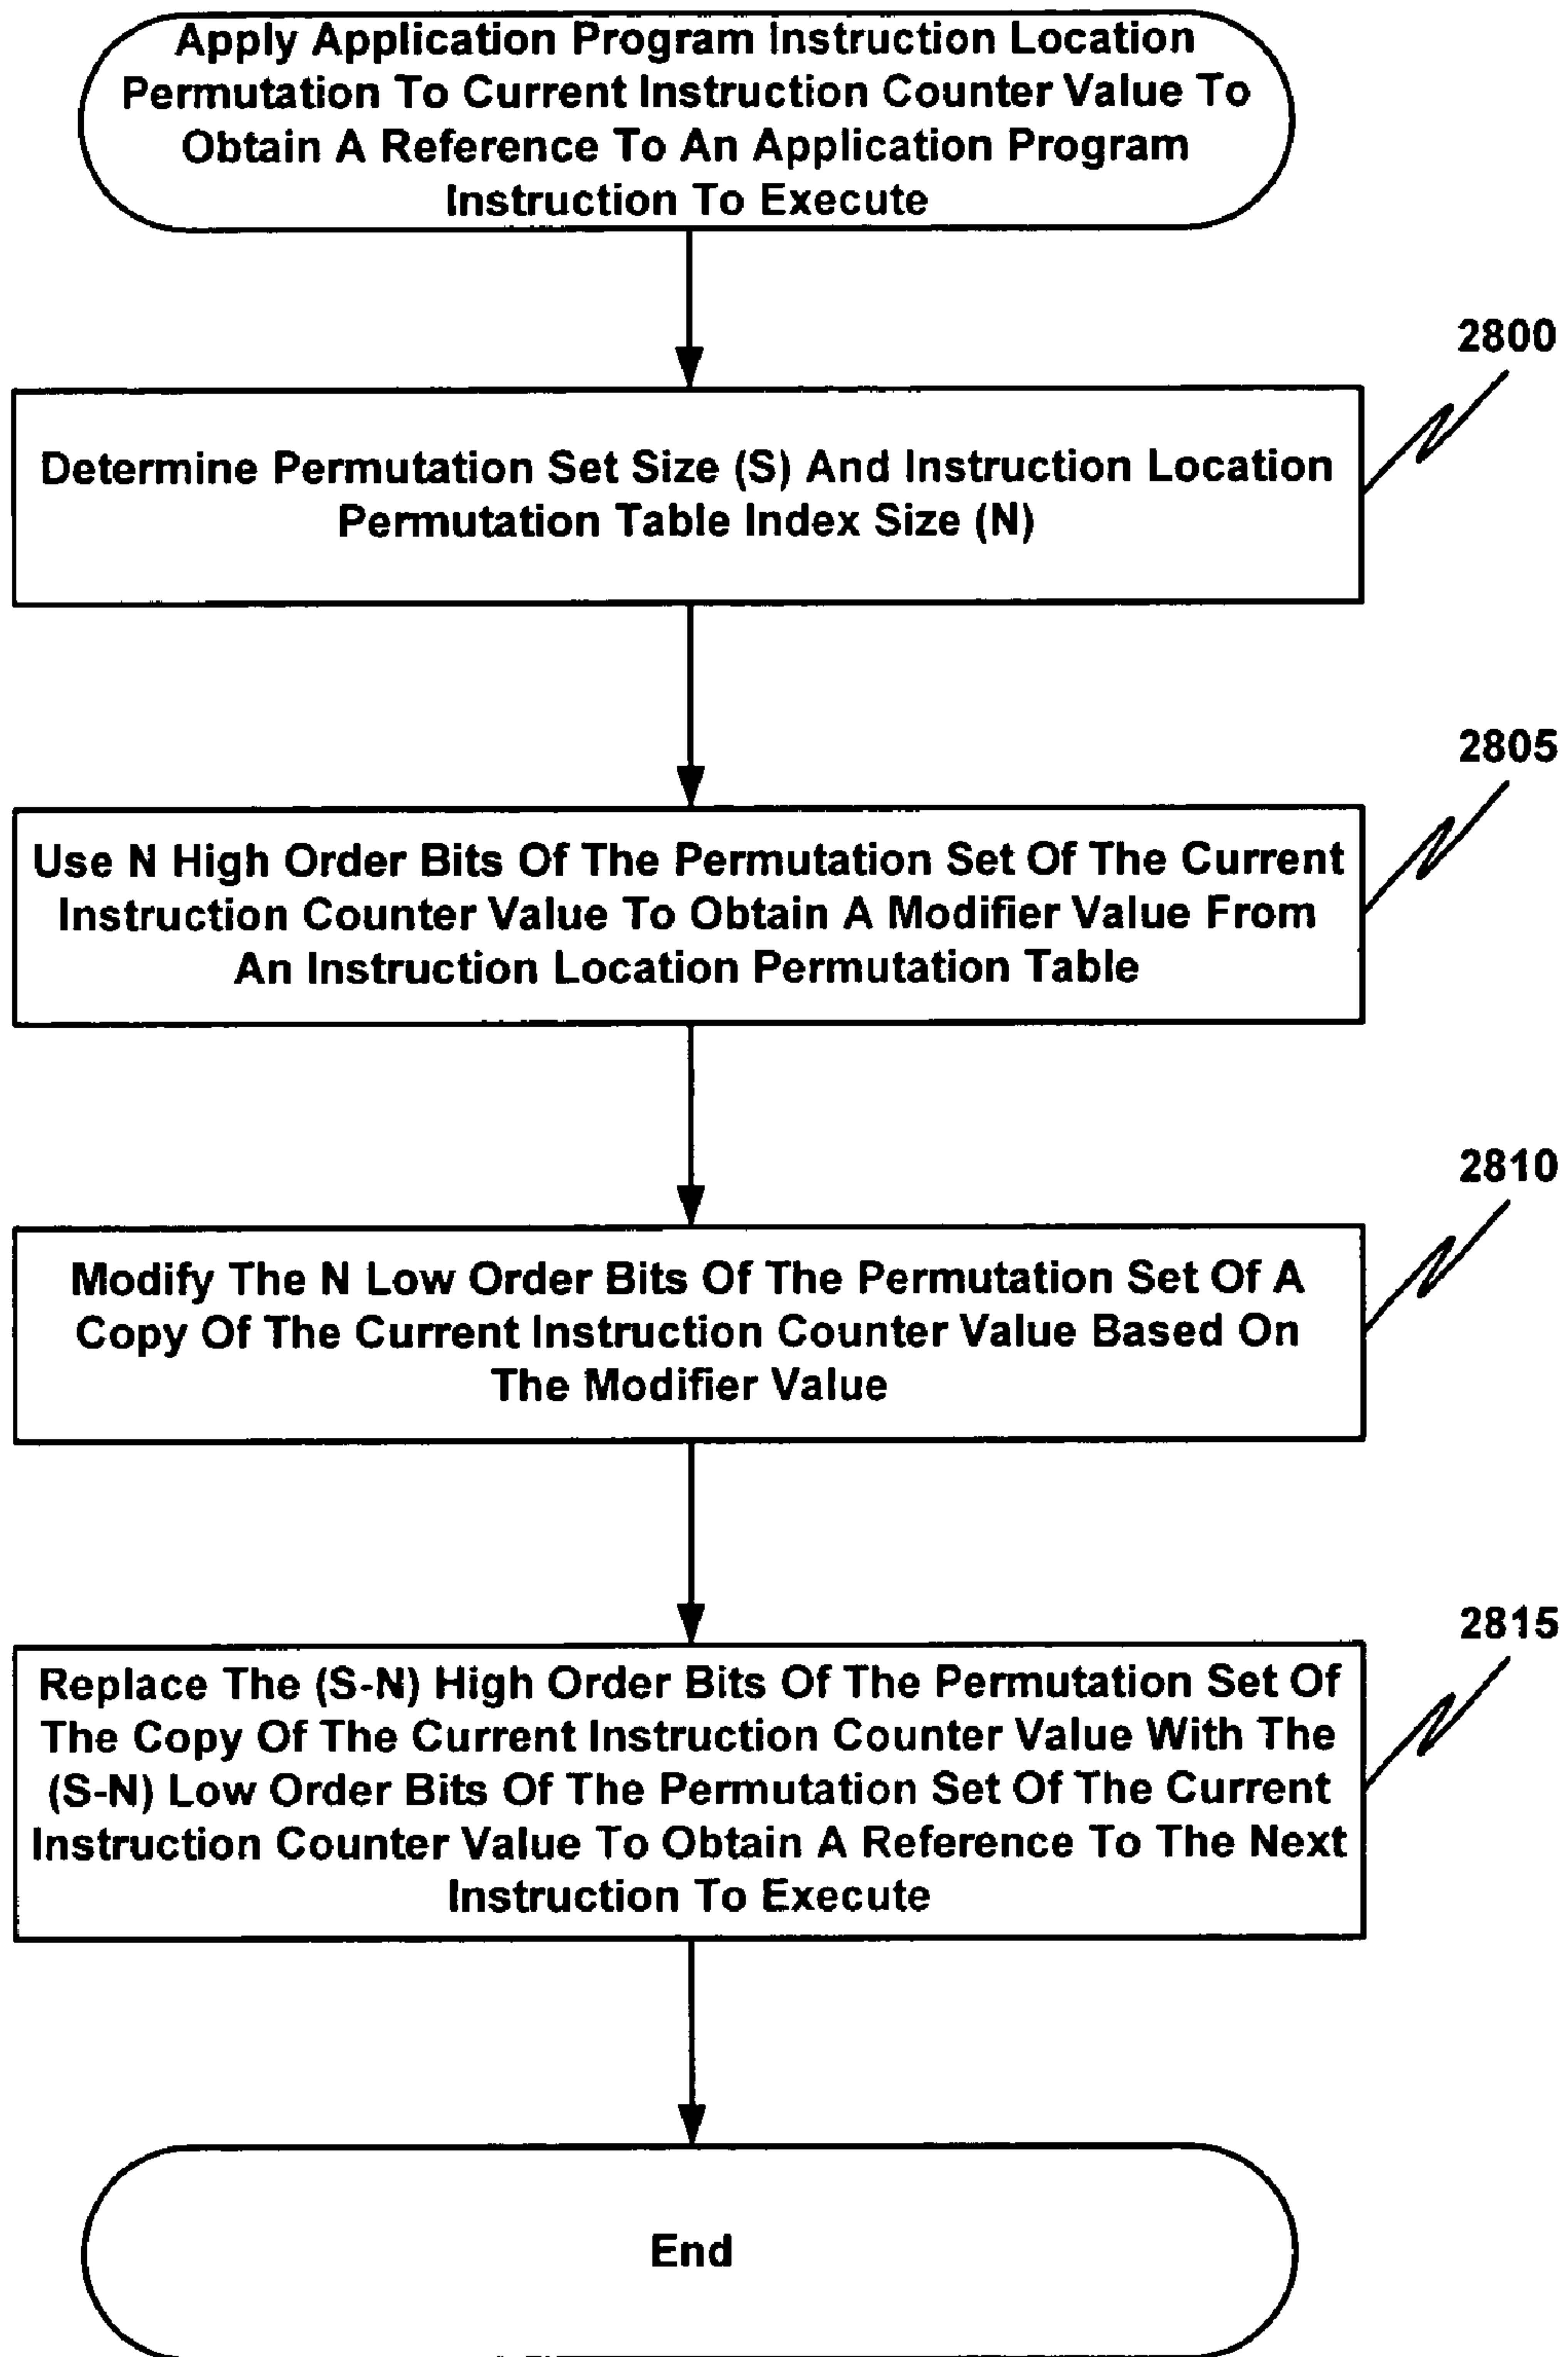 Apply Application Program Instruction Location
Permutation To Current Instruction Counter Value To
Obtain A Reference To An Application Program
Instruction To Execute
2800
Determine Permutation Set Size (S) And Instruction Location
Permutation Table Index Size (N)
2805
Use N High Order Bits Of The Permutation Set Of The Current
Instruction Counter Value To Obtain A Modifier Value From
An Instruction Location Permutation Table
2810
Modify The N Low Order Bits Of The Permutation Set Of A
Copy Of The Current Instruction Counter Value Based On
The Modifier Value
2815
Replace The (S-N) High Order Bits Of The Permutation Set Of
The Copy Of The Current Instruction Counter Value With The
(S-N) Low Order Bits Of The Permutation Set Of The Current
Instruction Counter Value To Obtain A Reference To The Next
Instruction To Execute
End